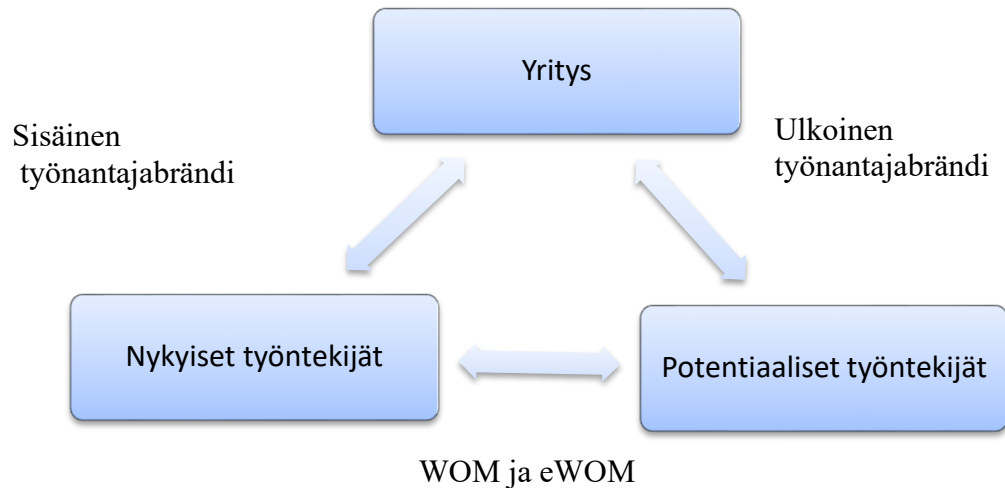 Yritys
Sisäinen
työnantajabrändi
Ulkoinen
työnantajabrändi
Nykyiset työntekijät
Potentiaaliset työntekijät
WOM ja eWOM